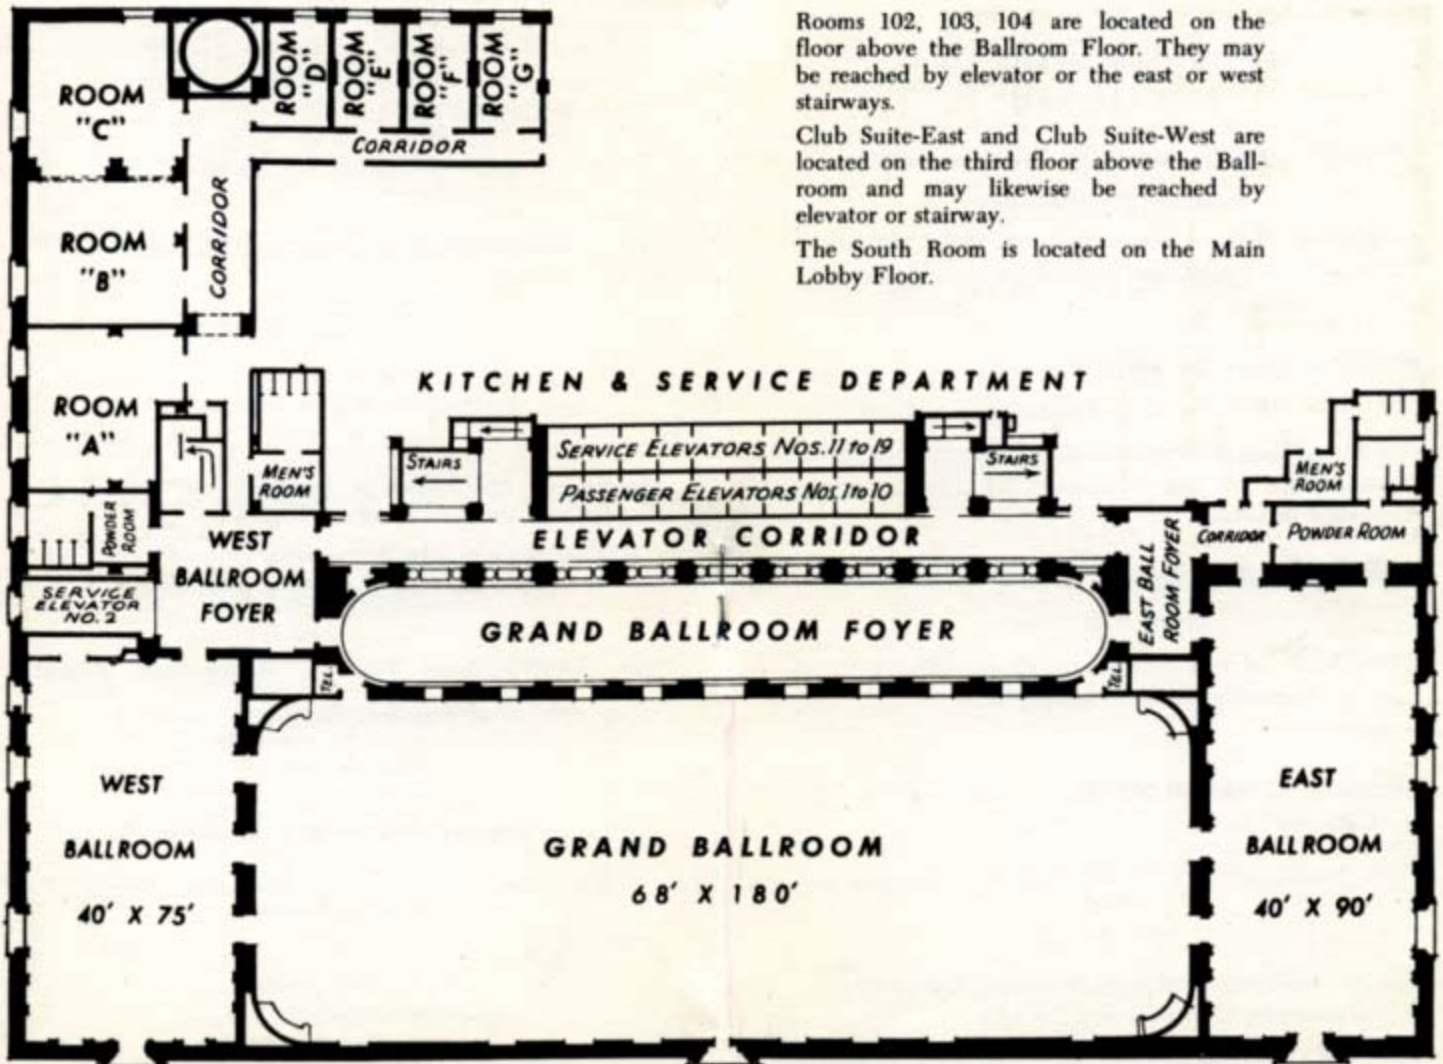 Rooms 102, 103, 104 are located on the
floor above the Ballroom Floor. They may
be reached by elevator or the east or west
stairways.
Club Suite-East and Club Suite-West are
located on the third floor above the Ball-
room and may likewise be reached by
elevator or stairway.
The South Room is located on the Main
Lobby Floor.
ROOM
"C"
ROOM
"D"
ROOM
"E"
ROOM
"F"
ROOM
"G"
CORRIDOR
CORRIDOR
ROOM
"B"
ROOM
"A"
KITCHEN & SERVICE DEPARTMENT
MEN'S
ROOM
STAIRS
SERVICE ELEVATORS NOS. 11 to 19
PASSENGER ELEVATORS NOS. 1 to 10
STAIRS
MEN'S
ROOM
POWDER
ROOM
WEST
BALLROOM
FOYER
ELEVATOR CORRIDOR
EAST BALL
ROOM FOYER
CORRIDOR
POWDER ROOM
SERVICE
ELEVATOR
NO. 2
GRAND BALLROOM FOYER
TEL.
TEL.
WEST
BALLROOM
40' X 75'
GRAND BALLROOM
68' X 180'
EAST
BALLROOM
40' X 90'